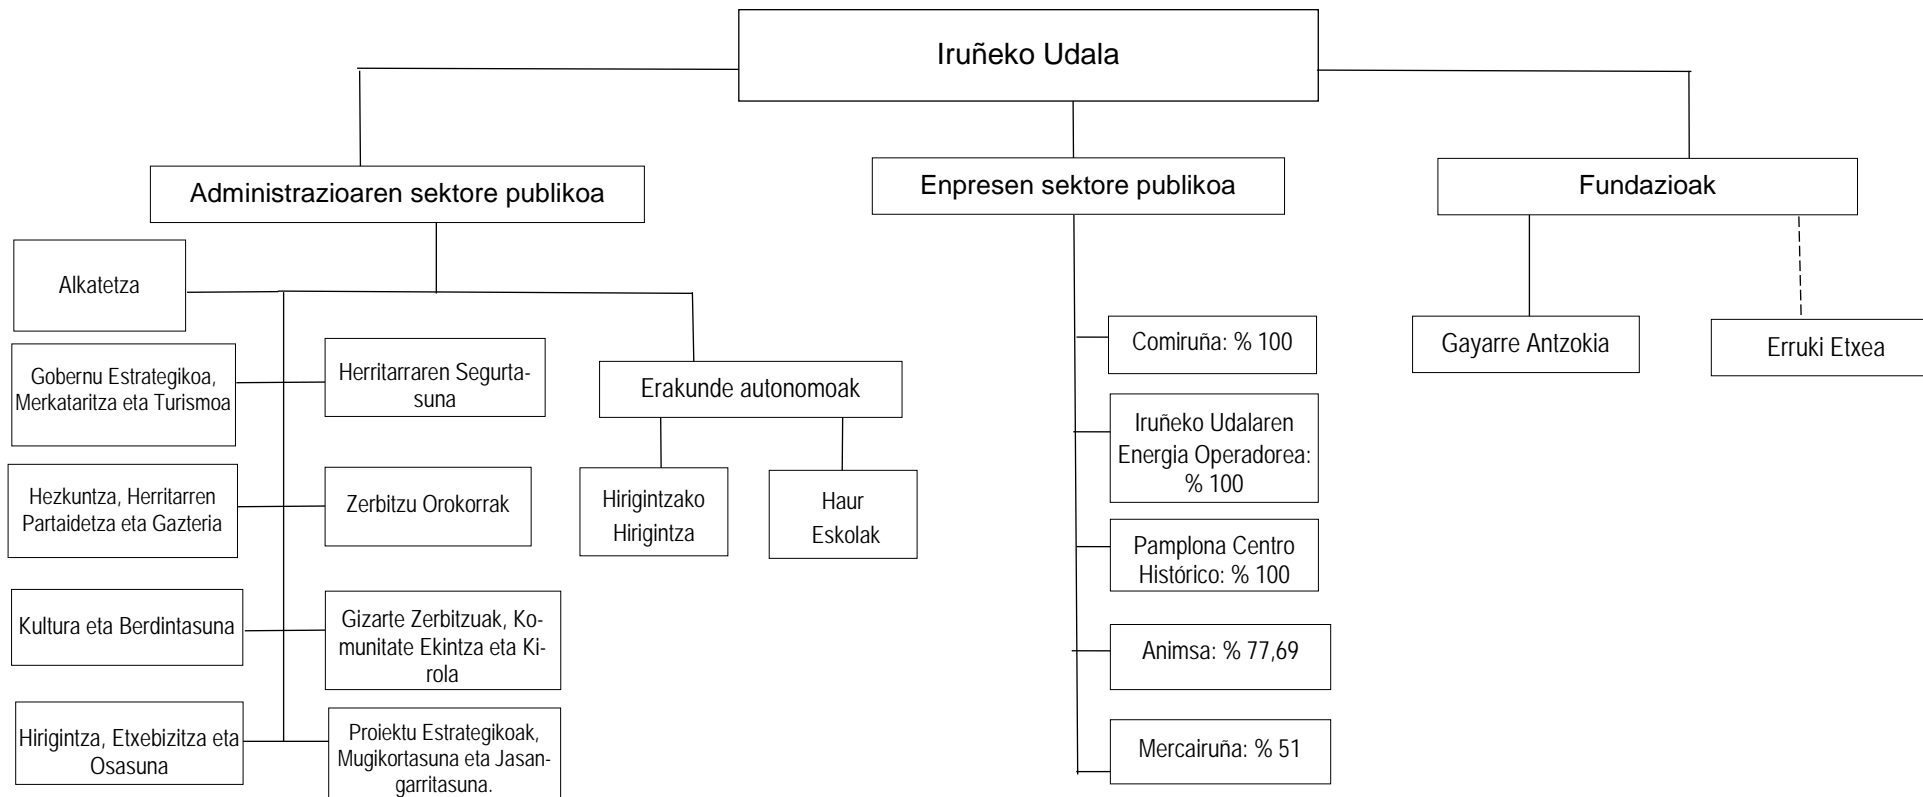 Iruñeko Udala
Administrazioaren sektore publikoa
Enpresen sektore publikoa
Fundazioak
Alkatetza
Gobernu Estrategikoa,
Merkataritza eta Turismoa
Herritarraren Segurta-
suna
Hezkuntza, Herritarren
Partaidetza eta Gazteria
Zerbitzu Orokorrak
Kultura eta Berdintasuna
Gizarte Zerbitzuak, Ko-
munitate Ekintza eta Ki-
rola
Hirigintza, Etxebizitza eta
Osasuna
Proiektu Estrategikoak,
Mugikortasuna eta Jasan-
garritasuna.
Erakunde autonomoak
Hirigintzako
Hirigintza
Haur
Eskolak
Comiruña: % 100
Iruñeko Udalaren
Energia Operadorea:
% 100
Pamplona Centro
Histórico: % 100
Animsa: % 77,69
Mercairuña: % 51
Gayarre Antzokia
Erruki Etxea